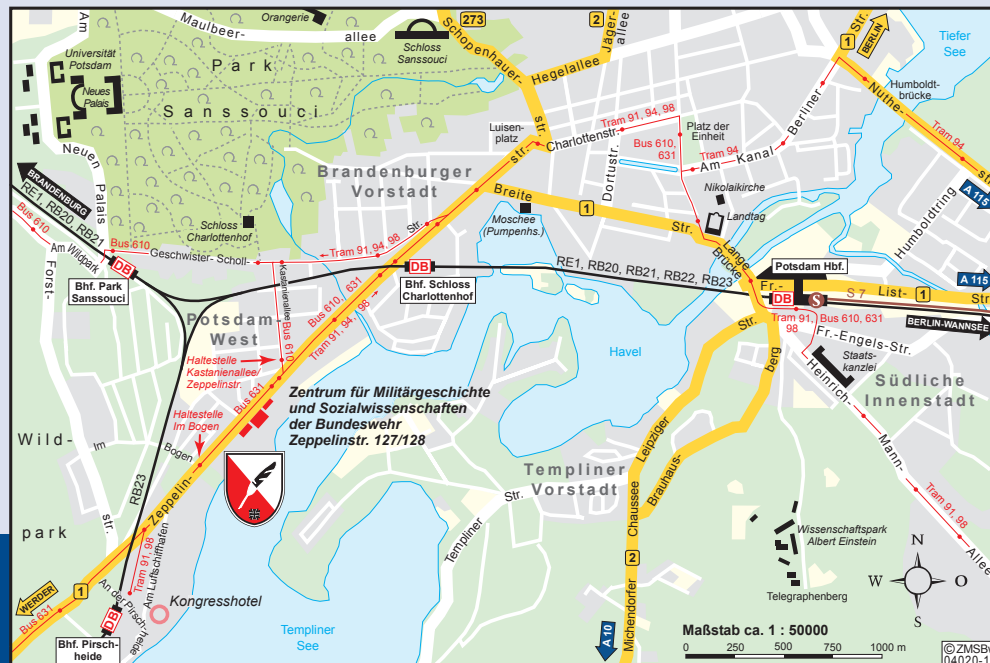 Am
Maulbeer-
allee
Orangerie
Schloss
Sanssouci
273
2
Schopenhauer-
str.
Hegelallee
Jäger-
allee
1
Str.
BERLIN
Tiefer
See
Universität
Potsdam
Neues
Palais
Park
Sanssouci
Neuen
Palais
Humboldt-
brücke
Nuthe-
str.
Tram 94
A 115
Luisen-
platz
Charlottenstr.
Tram 91, 94, 98
Bus 610,
631
Platz der
Einheit
Tram 94
Am Kanal
Berliner
Dortustr.
Brandenburger
Vorstadt
str.
Breite
1
Str.
Moschee
(Pumpenhs.)
Nikolaikirche
Landtag
Lange
Brücke
Humboldtring
BRANDENBURG
RE1, RB20, RB21
Bus 610
Am Wildpark
Forst-
str.
Bus 610
DB
Bhf. Park
Sanssouci
Schloss
Charlottenhof
Geschwister- Scholl-
Str.
Tram 91, 94, 98
Kastanienallee
Bus 610
DB
Bhf. Schloss
Charlottenhof
RE1, RB20, RB21, RB22, RB23
Potsdam Hbf.
A 115
Fr.-
List-
1
Str.
DB
S
S 7
BERLIN-WANNSEE
Tram 91,
98
Bus 610, 631
Fr.-Engels-Str.
Staats-
kanzlei
Heinrich-
Mann-
Allee
Tram 91, 98
Südliche
Innenstadt
Potsdam
West
Bus 610, 631
Tram 91, 94, 98
Haltestelle
Kastanienallee/
Zeppelinstr.
Bus 631
Haltestelle
Im Bogen
Im
Bogen
Zentrum für Militärgeschichte
und Sozialwissenschaften
der Bundeswehr
Zeppelinstr. 127/128
Havel
Str.
berg
Leipziger
Brauhaus-
Templiner
Vorstadt
Templiner
Str.
Chaussee
2
Michendorfer
A 10
Wild-
park
RB23
Zeppelin-
1
WERDER
Bus 631
Tram 91, 98
Am Luftschiffhafen
An der Pirsch-
heide
DB
Bhf. Pirsch-
heide
Kongresshotel
Templiner
See
Wissenschaftspark
Albert Einstein
Telegraphenberg
N
W
O
S
Maßstab ca. 1 : 50000
0 250 500 750 1000 m